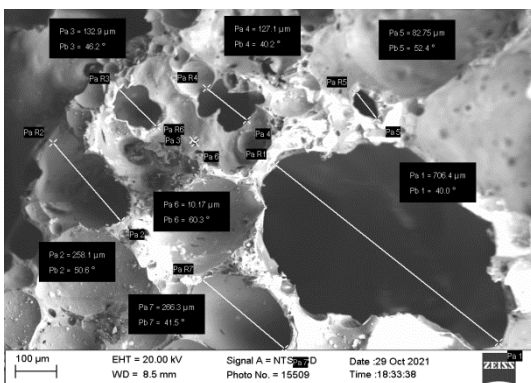 Pa 3 = 132.9 µm
Pb 3 = 46.2 °
Pa 4 = 127.1 µm
Pb 4 = 40.2 °
Pa 5 = 82.75 µm
Pb 5 = 52.4 °
Pa R3
Pa R4
Pa R5
Pa R2
Pa R6
Pa 3
Pa 4
Pa 5
Pa 6
Pa R1
Pa 1 = 706.4 µm
Pb 1 = 40.0 °
Pa 6 = 10.17 µm
Pb 6 = 60.3 °
Pa 2
Pa 2 = 258.1 µm
Pb 2 = 50.6 °
Pa R7
Pa 7 = 266.3 µm
Pb 7 = 41.5 °
Pa 7
Pa 1
100 µm
EHT = 20.00 kV
WD = 8.5 mm
Signal A = NTS
Photo No. = 15509
Date :29 Oct 2021
Time :18:33:38
ZEISS